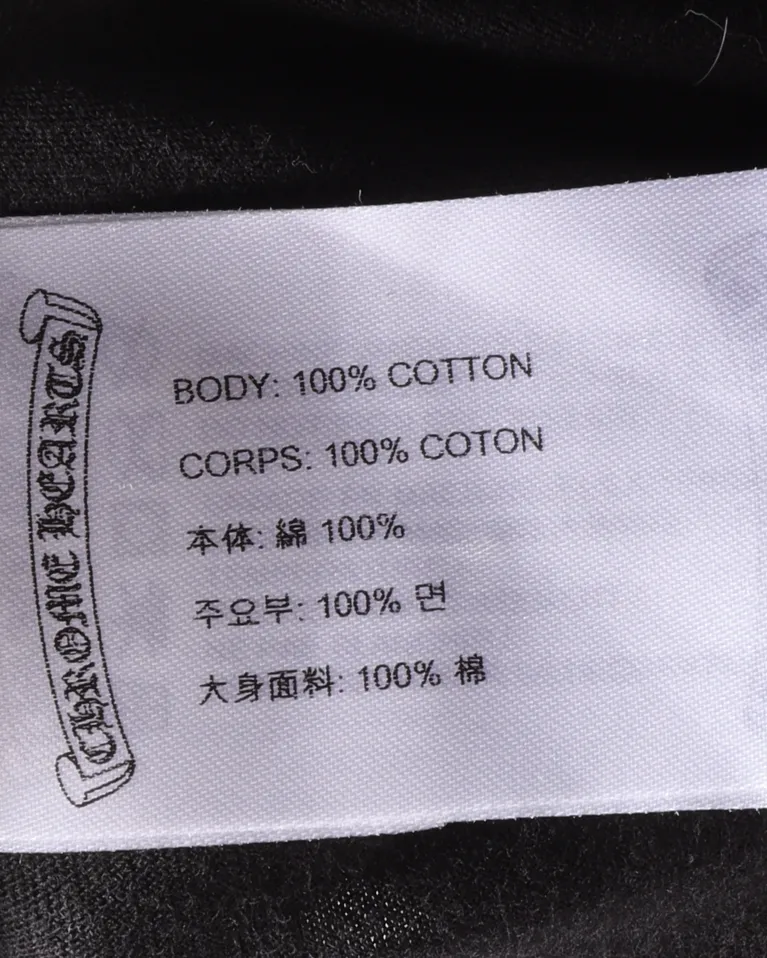 CHROME HEARTS
BODY: 100% COTTON
CORPS: 100% COTON
本体: 綿 100%
주요부: 100% 면
大身面料: 100% 棉